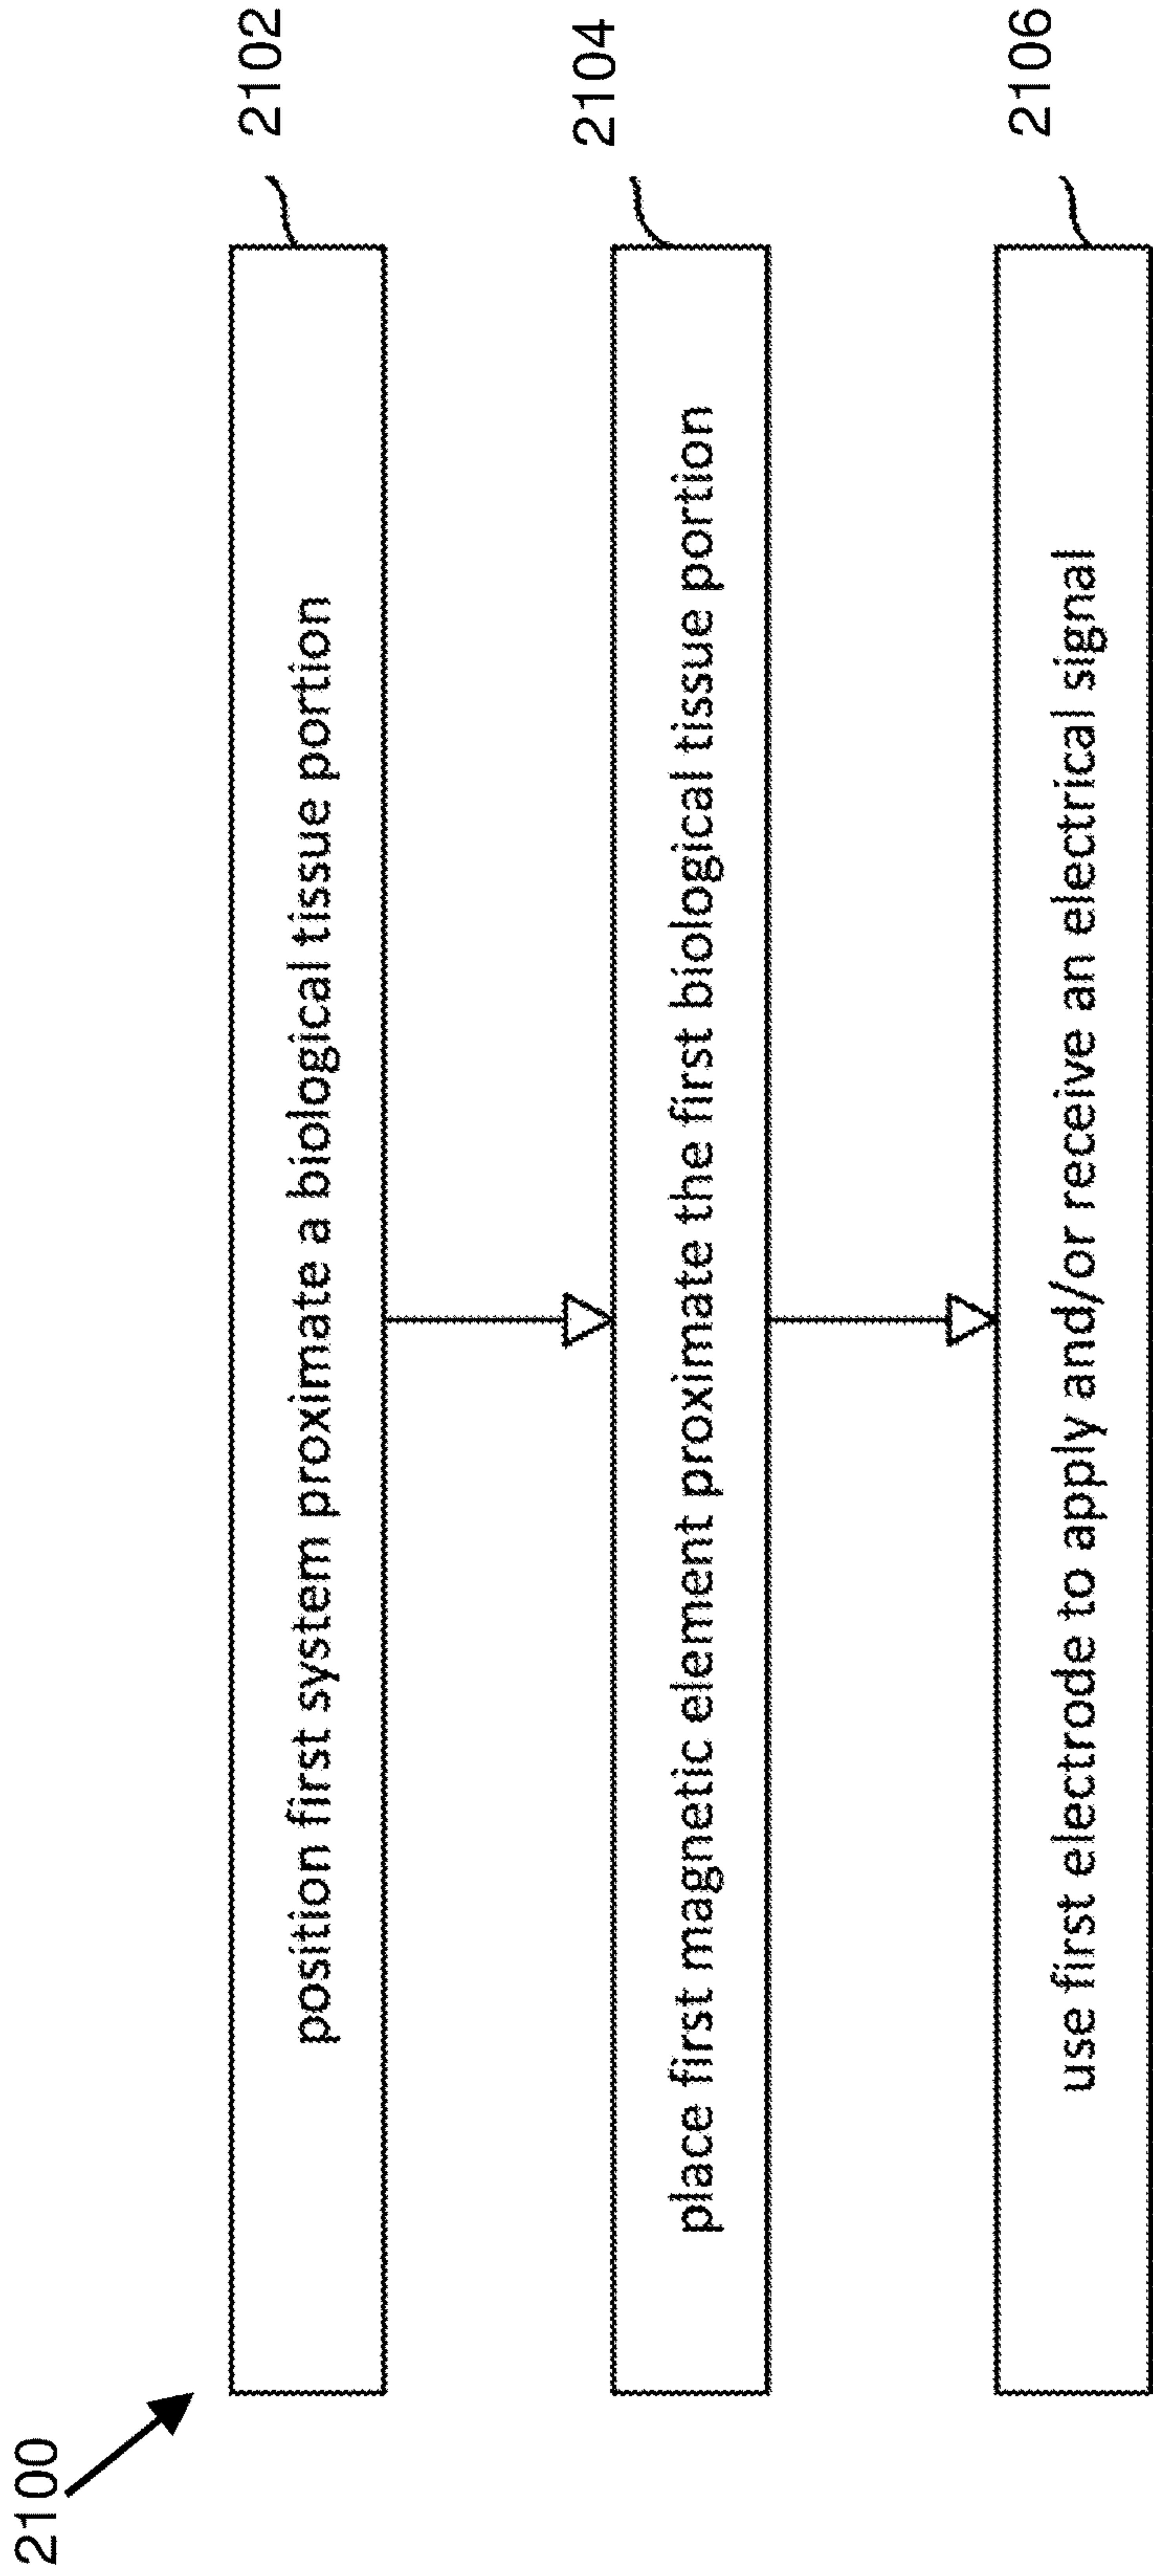 2100
position first system proximate a biological tissue portion
2102
place first magnetic element proximate the first biological tissue portion
2104
use first electrode to apply and/or receive an electrical signal
2106